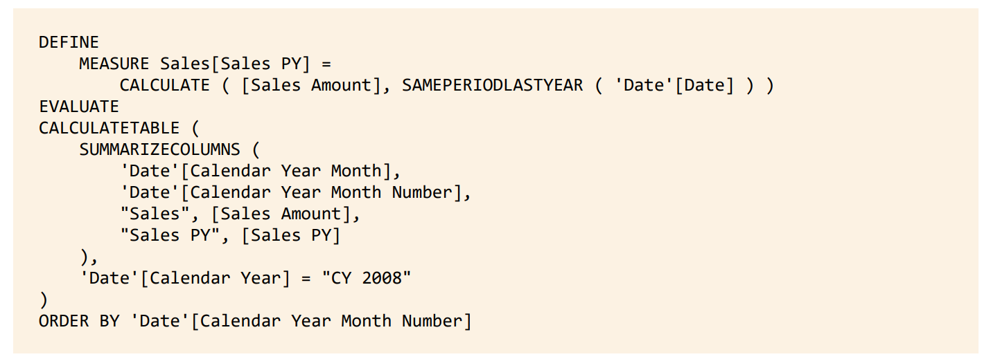 DEFINE
    MEASURE Sales[Sales PY] =
        CALCULATE ( [Sales Amount], SAMEPERIODLASTYEAR ( 'Date'[Date] ) )
EVALUATE
CALCULATETABLE (
    SUMMARIZECOLUMNS (
        'Date'[Calendar Year Month],
        'Date'[Calendar Year Month Number],
        "Sales", [Sales Amount],
        "Sales PY", [Sales PY]
    ),
    'Date'[Calendar Year] = "CY 2008"
)
ORDER BY 'Date'[Calendar Year Month Number]